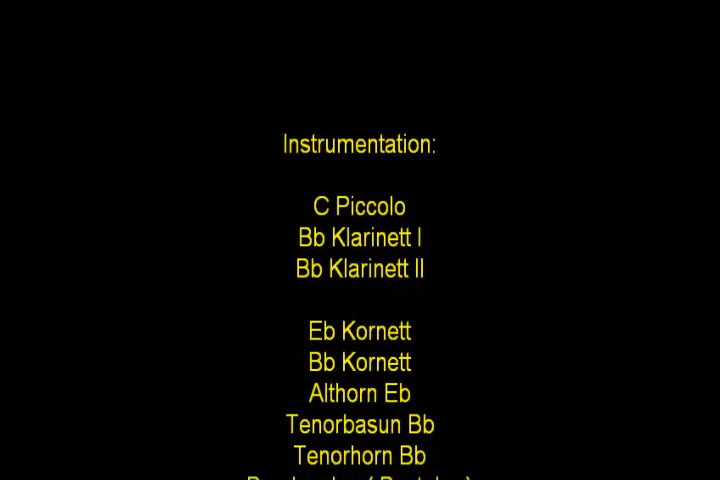 Instrumentation:
C Piccolo
Bb Klarinett I
Bb Klarinett II
Eb Kornett
Bb Kornett
Althorn Eb
Tenorbasun Bb
Tenorhorn Bb